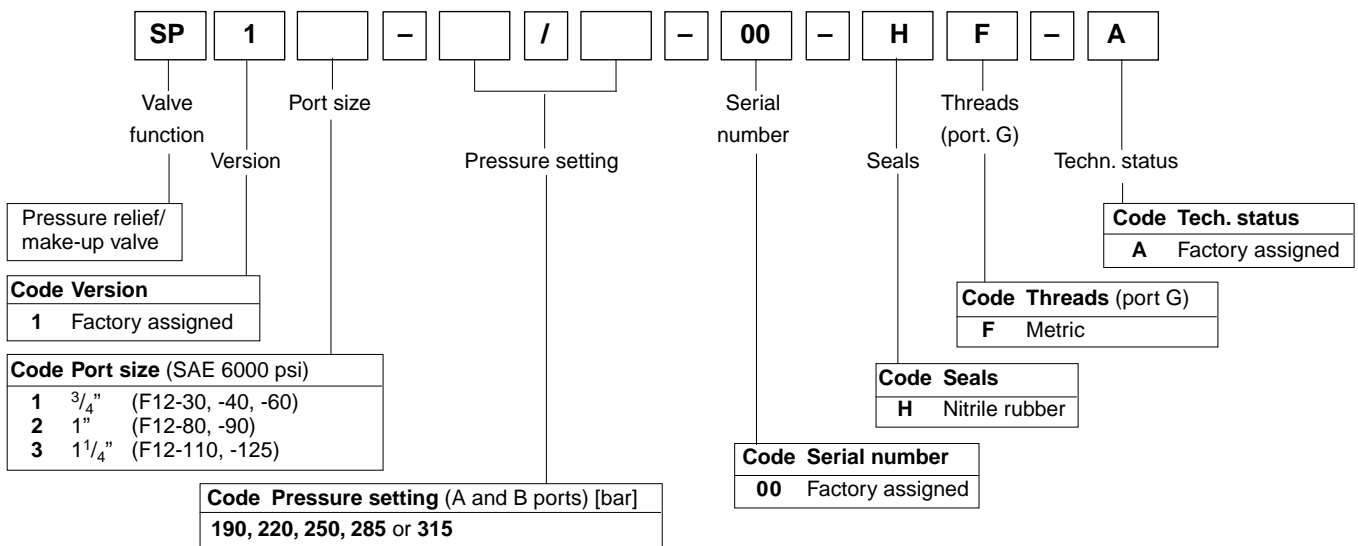 SP 1 – / – 00 – H F – A
Valve function
Port size
Serial number
Threads (port. G)
Version
Pressure setting
Seals
Techn. status
Pressure relief/
make-up valve
Code Tech. status
A Factory assigned
Code Version
1 Factory assigned
Code Threads (port G)
F Metric
Code Port size (SAE 6000 psi)
1 3/4” (F12-30, -40, -60)
2 1” (F12-80, -90)
3 1 1/4” (F12-110, -125)
Code Seals
H Nitrile rubber
Code Serial number
00 Factory assigned
Code Pressure setting (A and B ports) [bar]
190, 220, 250, 285 or 315